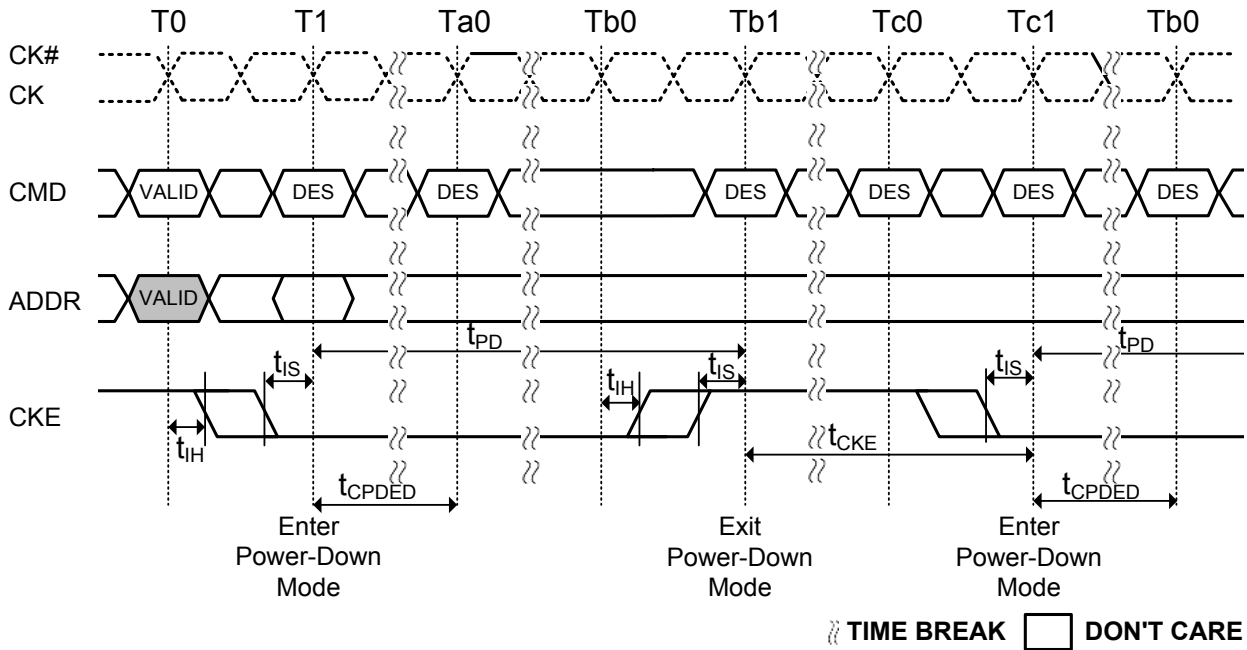 T0 T1 Ta0 Tb0 Tb1 Tc0 Tc1 Tb0
CK#
CK
CMD VALID DES DES DES DES DES DES
ADDR VALID
tPD tPD
tIS tIH tIS tIS
CKE
tIH tCKE
tCPDED tCPDED
Enter
Power-Down
Mode
Exit
Power-Down
Mode
Enter
Power-Down
Mode
TIME BREAK DON'T CARE